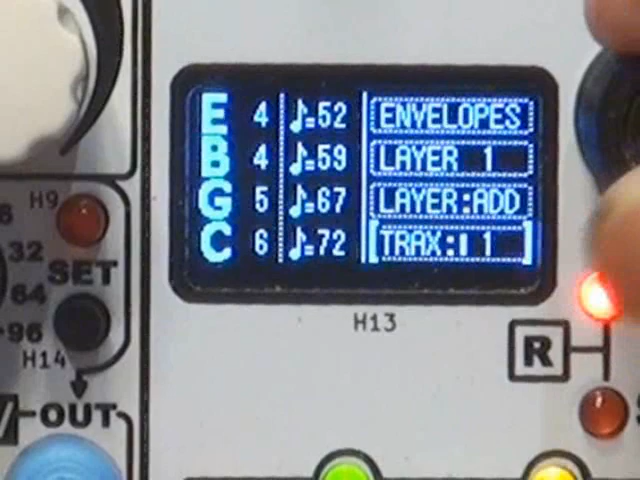 E 4 ♪=52 ENVELOPES
B 4 ♪=59 LAYER 1
G 5 ♪=67 LAYER:ADD
C 6 ♪=72 [TRAX: 1]
H13
H9
32
SET
64
96
H14
OUT
R